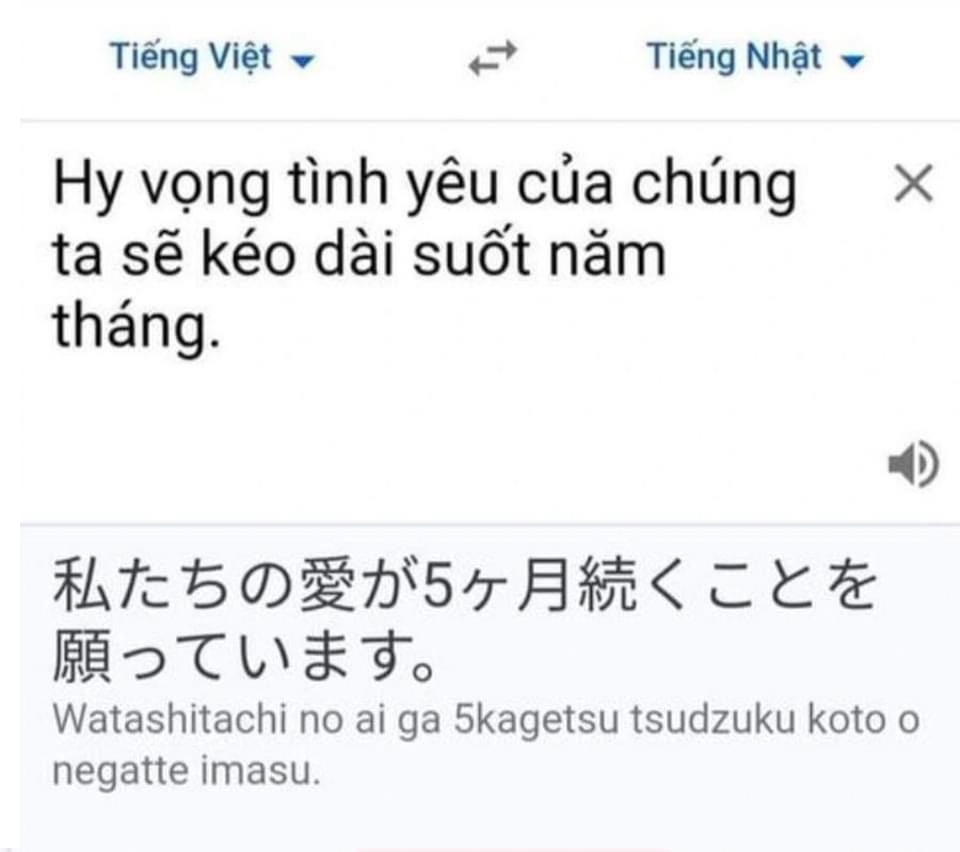 Tiếng Việt
Tiếng Nhật
Hy vọng tình yêu của chúng
ta sẽ kéo dài suốt năm
tháng.
私たちの愛が5ヶ月続くことを
願っています。
Watashitachi no ai ga 5kagetsu tsudzuku koto o
negatte imasu.